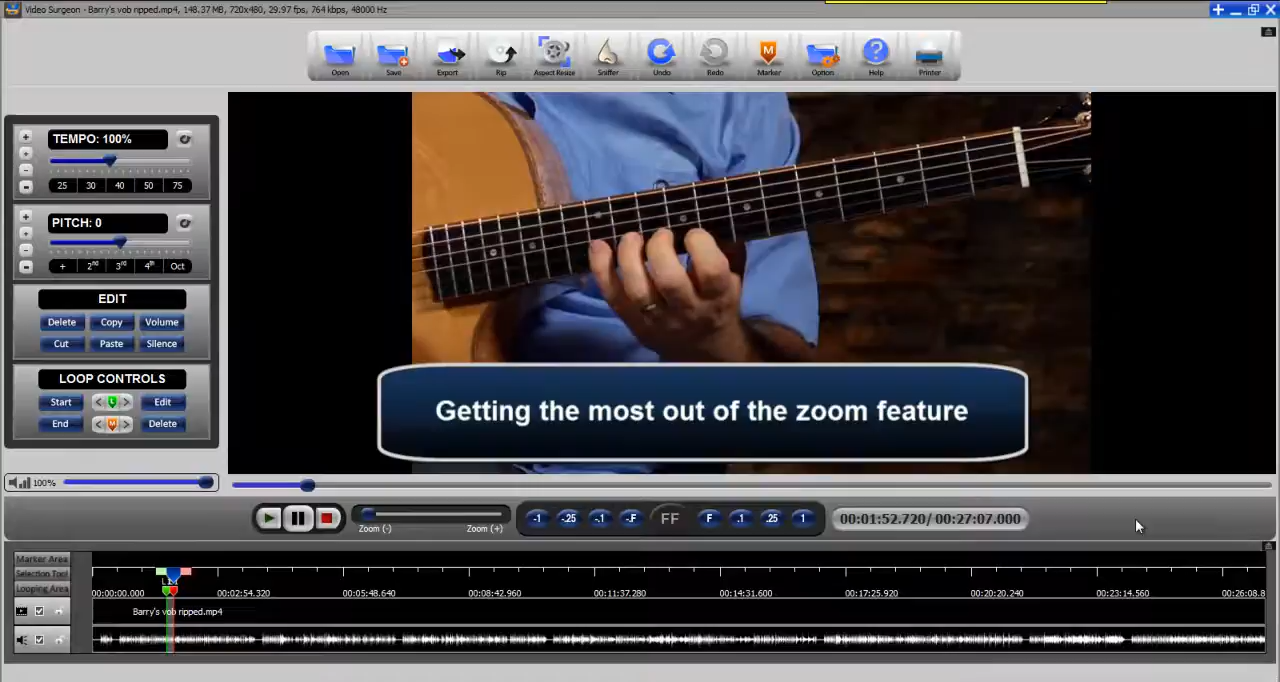 Video Surgeon - Barry's vob ripped.mp4, 148.37 MB, 720x480, 29.97 fps, 764 kbps, 48000 Hz
Open Save Export Rip Aspect Resize Sniffer Undo Redo Marker Option Help Printer
TEMPO: 100%
25 30 40 50 75
PITCH: 0
+ 2nd 3rd 4th Oct
EDIT
Delete Copy Volume
Cut Paste Silence
LOOP CONTROLS
Start < L > Edit
End < M > Delete
Getting the most out of the zoom feature
100%
Zoom (-) Zoom (+)
-1 -.25 -.1 -.F FF F .1 .25 1
00:01:52.720/ 00:27:07.000
Marker Area
Selection Tool
Looping Area
00:00:00.000 00:02:54.320 00:05:48.640 00:08:42.960 00:11:37.280 00:14:31.600 00:17:25.920 00:20:20.240 00:23:14.560 00:26:08.8
Barry's vob ripped.mp4